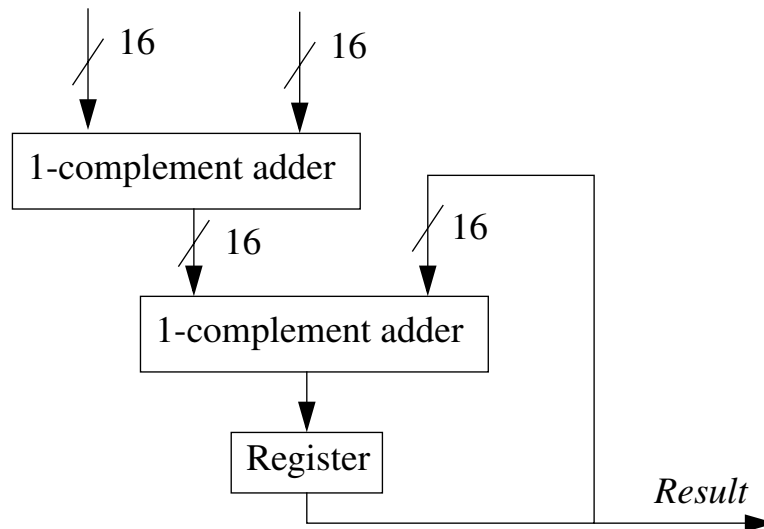 16 16
1-complement adder
16 16
1-complement adder
Register
Result